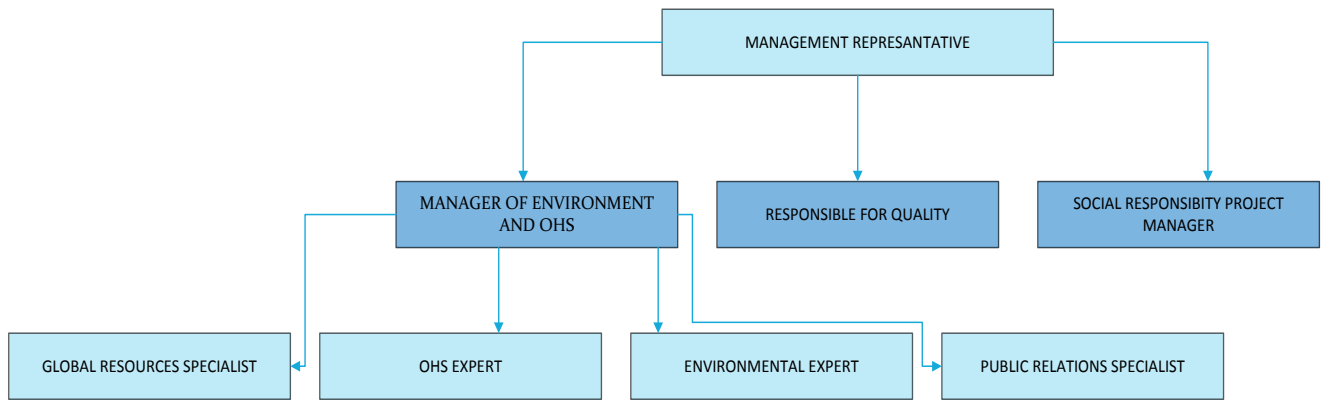 MANAGEMENT REPRESANTATIVE
MANAGER OF ENVIRONMENT
AND OHS
RESPONSIBLE FOR QUALITY
SOCIAL RESPONSIBITY PROJECT
MANAGER
GLOBAL RESOURCES SPECIALIST
OHS EXPERT
ENVIRONMENTAL EXPERT
PUBLIC RELATIONS SPECIALIST